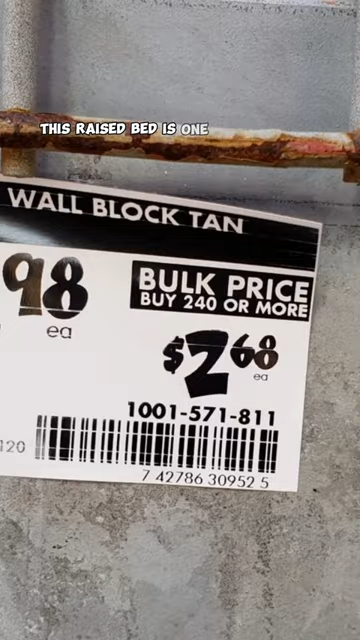 THIS RAISED BED IS ONE
WALL BLOCK TAN
98
ea
BULK PRICE
BUY 240 OR MORE
$2 68
ea
1001-571-811
120
7 42786 30952 5